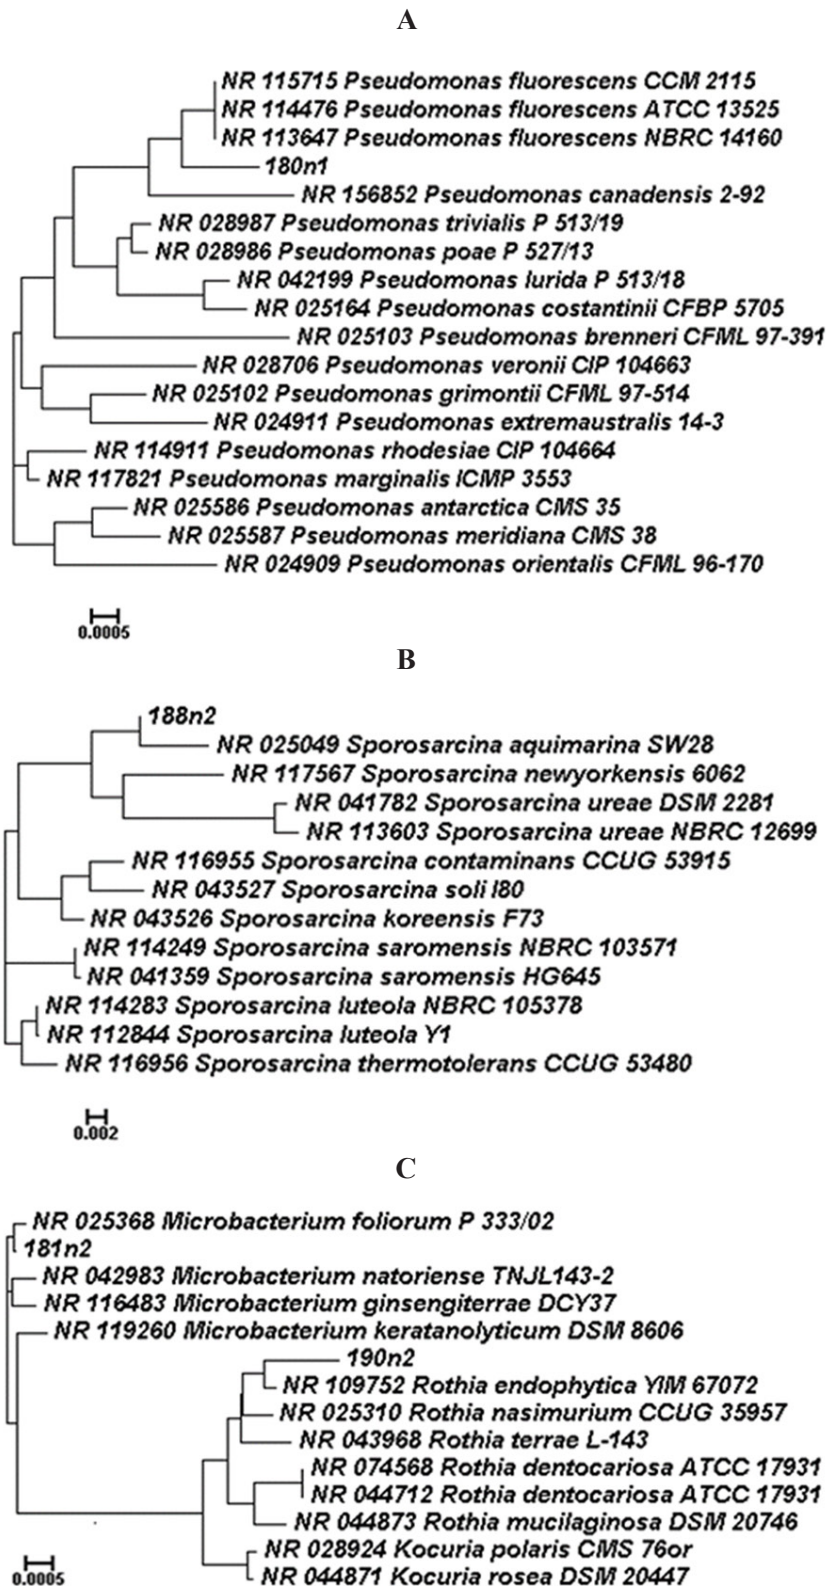 A
NR 115715 Pseudomonas fluorescens CCM 2115
NR 114476 Pseudomonas fluorescens ATCC 13525
NR 113647 Pseudomonas fluorescens NBRC 14160
180n1
NR 156852 Pseudomonas canadensis 2-92
NR 028987 Pseudomonas trivialis P 513/19
NR 028986 Pseudomonas poae P 527/13
NR 042199 Pseudomonas lurida P 513/18
NR 025164 Pseudomonas costantinii CFBP 5705
NR 025103 Pseudomonas brenneri CFML 97-391
NR 028706 Pseudomonas veronii CIP 104663
NR 025102 Pseudomonas grimontii CFML 97-514
NR 024911 Pseudomonas extremaustralis 14-3
NR 114911 Pseudomonas rhodesiae CIP 104664
NR 117821 Pseudomonas marginalis ICMP 3553
NR 025586 Pseudomonas antarctica CMS 35
NR 025587 Pseudomonas meridiana CMS 38
NR 024909 Pseudomonas orientalis CFML 96-170
0.0005
B
188n2
NR 025049 Sporosarcina aquimarina SW28
NR 117567 Sporosarcina newyorkensis 6062
NR 041782 Sporosarcina ureae DSM 2281
NR 113603 Sporosarcina ureae NBRC 12699
NR 116955 Sporosarcina contaminans CCUG 53915
NR 043527 Sporosarcina soli I80
NR 043526 Sporosarcina koreensis F73
NR 114249 Sporosarcina saromensis NBRC 103571
NR 041359 Sporosarcina saromensis HG645
NR 114283 Sporosarcina luteola NBRC 105378
NR 112844 Sporosarcina luteola Y1
NR 116956 Sporosarcina thermotolerans CCUG 53480
0.002
C
NR 025368 Microbacterium foliorum P 333/02
181n2
NR 042983 Microbacterium natoriense TNJL143-2
NR 116483 Microbacterium ginsengiterrae DCY37
NR 119260 Microbacterium keratanolyticum DSM 8606
190n2
NR 109752 Rothia endophytica YIM 67072
NR 025310 Rothia nasimurium CCUG 35957
NR 043968 Rothia terrae L-143
NR 074568 Rothia dentocariosa ATCC 17931
NR 044712 Rothia dentocariosa ATCC 17931
NR 044873 Rothia mucilaginosa DSM 20746
NR 028924 Kocuria polaris CMS 76or
NR 044871 Kocuria rosea DSM 20447
0.0005